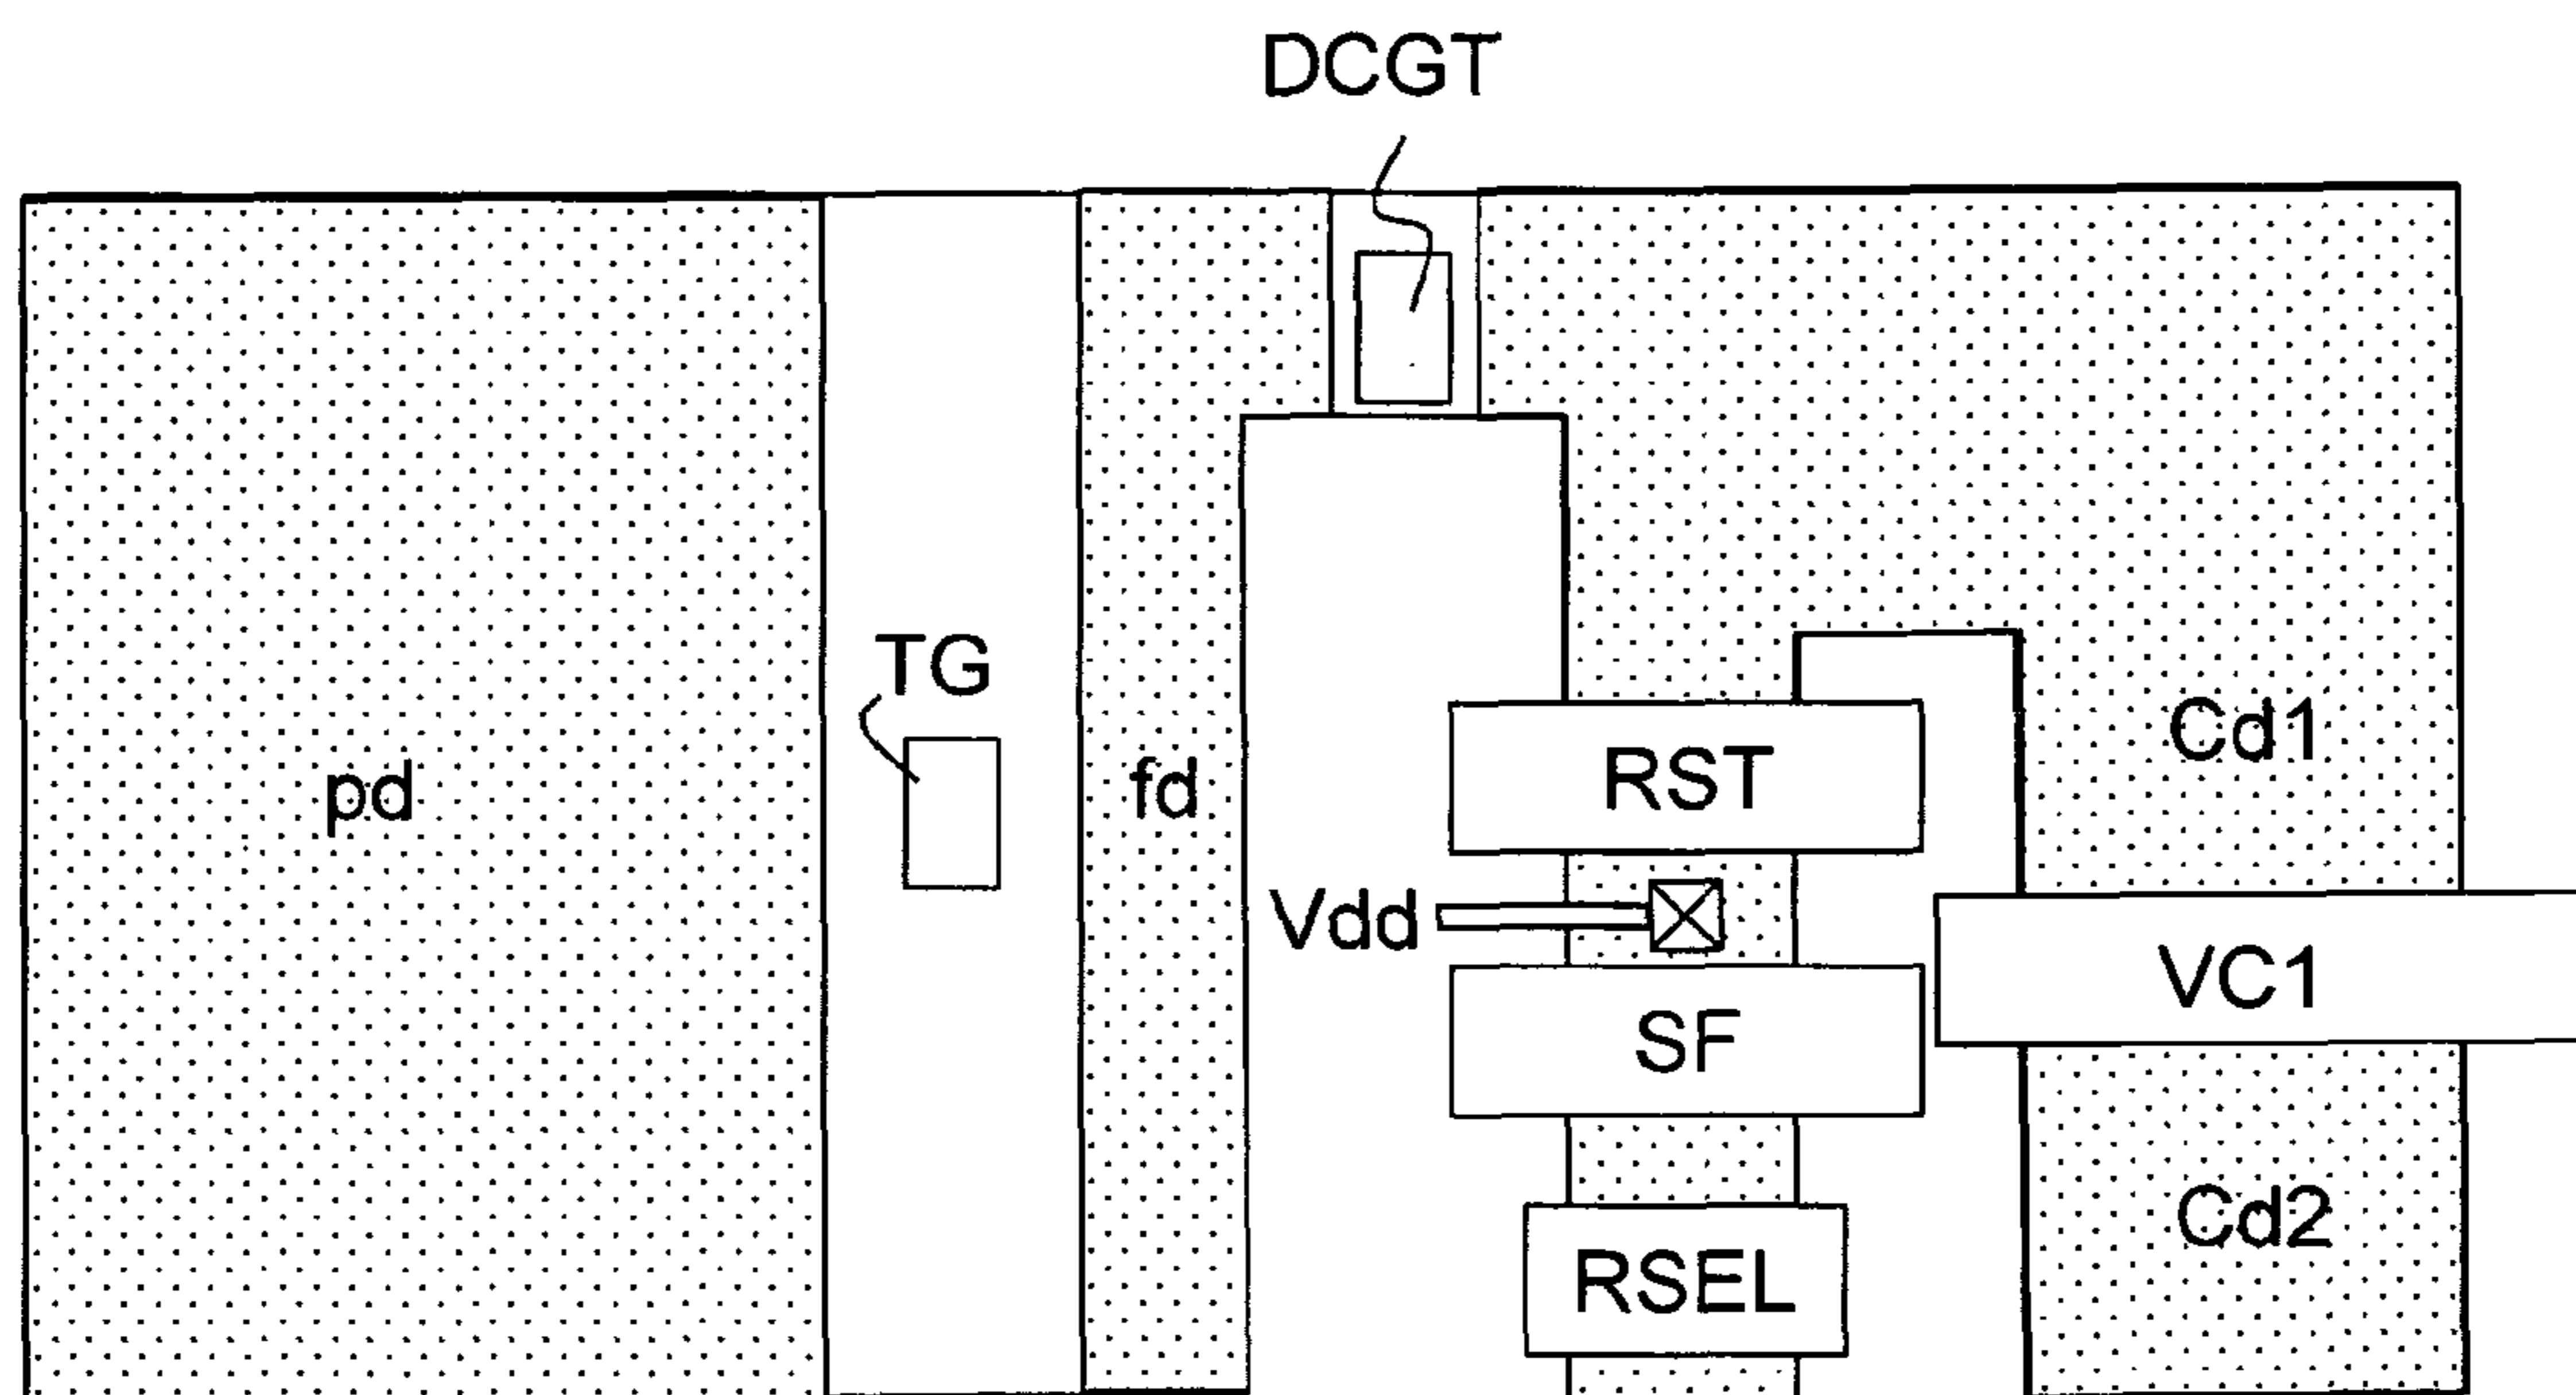 DCGT
TG
pd
fd
RST
Cd1
Vdd
VC1
SF
Cd2
RSEL